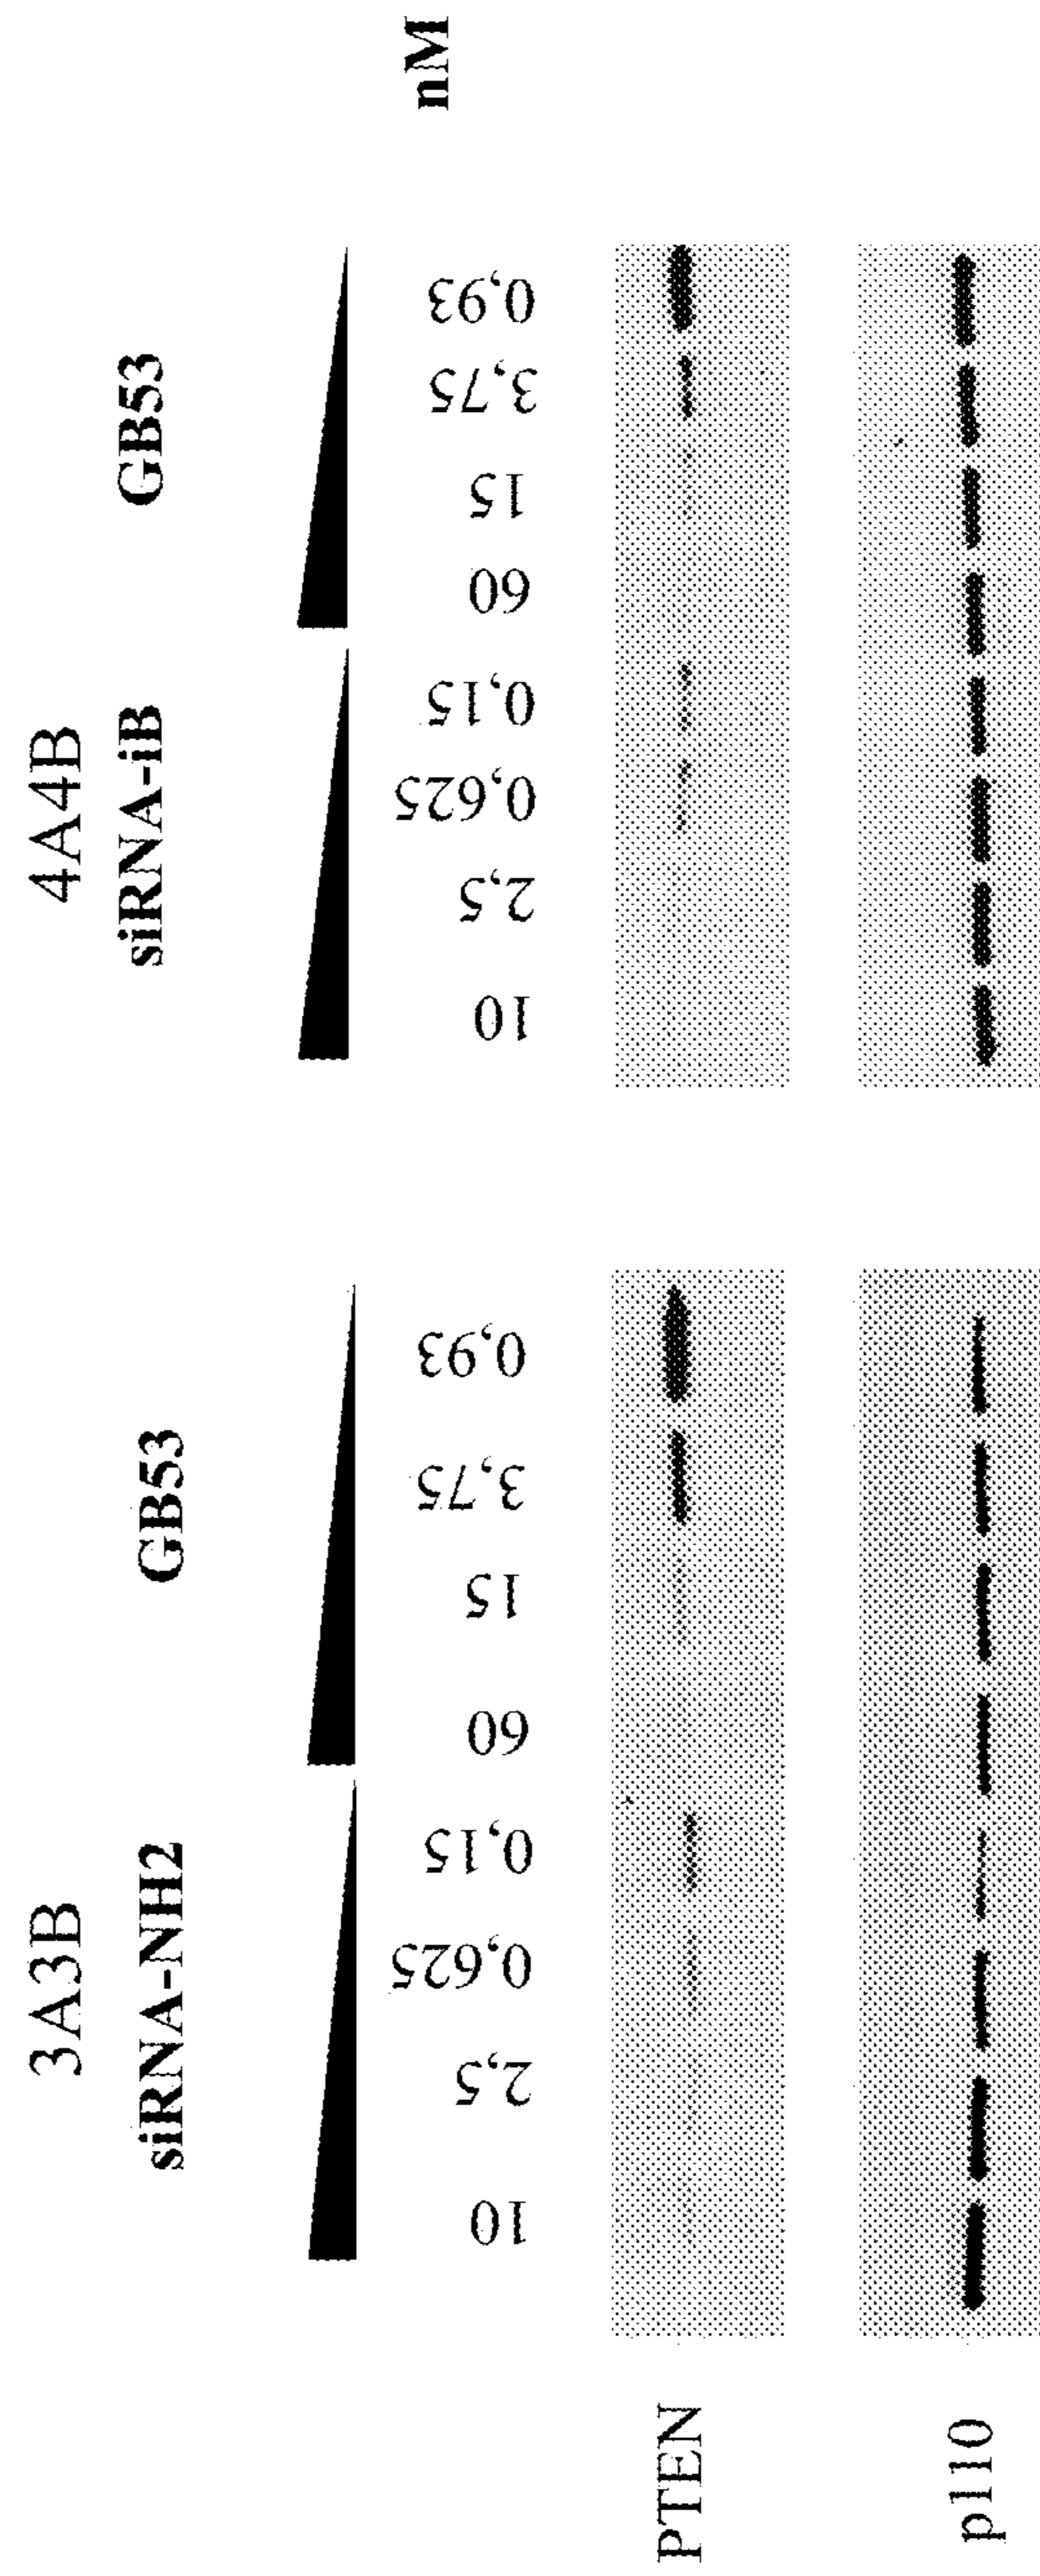 3A3B 4A4B
siRNA-NH2 GB53 siRNA-iB GB53
10 2,5 0,625 0,15 60 15 3,75 0,93 10 2,5 0,625 0,15 60 15 3,75 0,93 nM
PTEN
p110